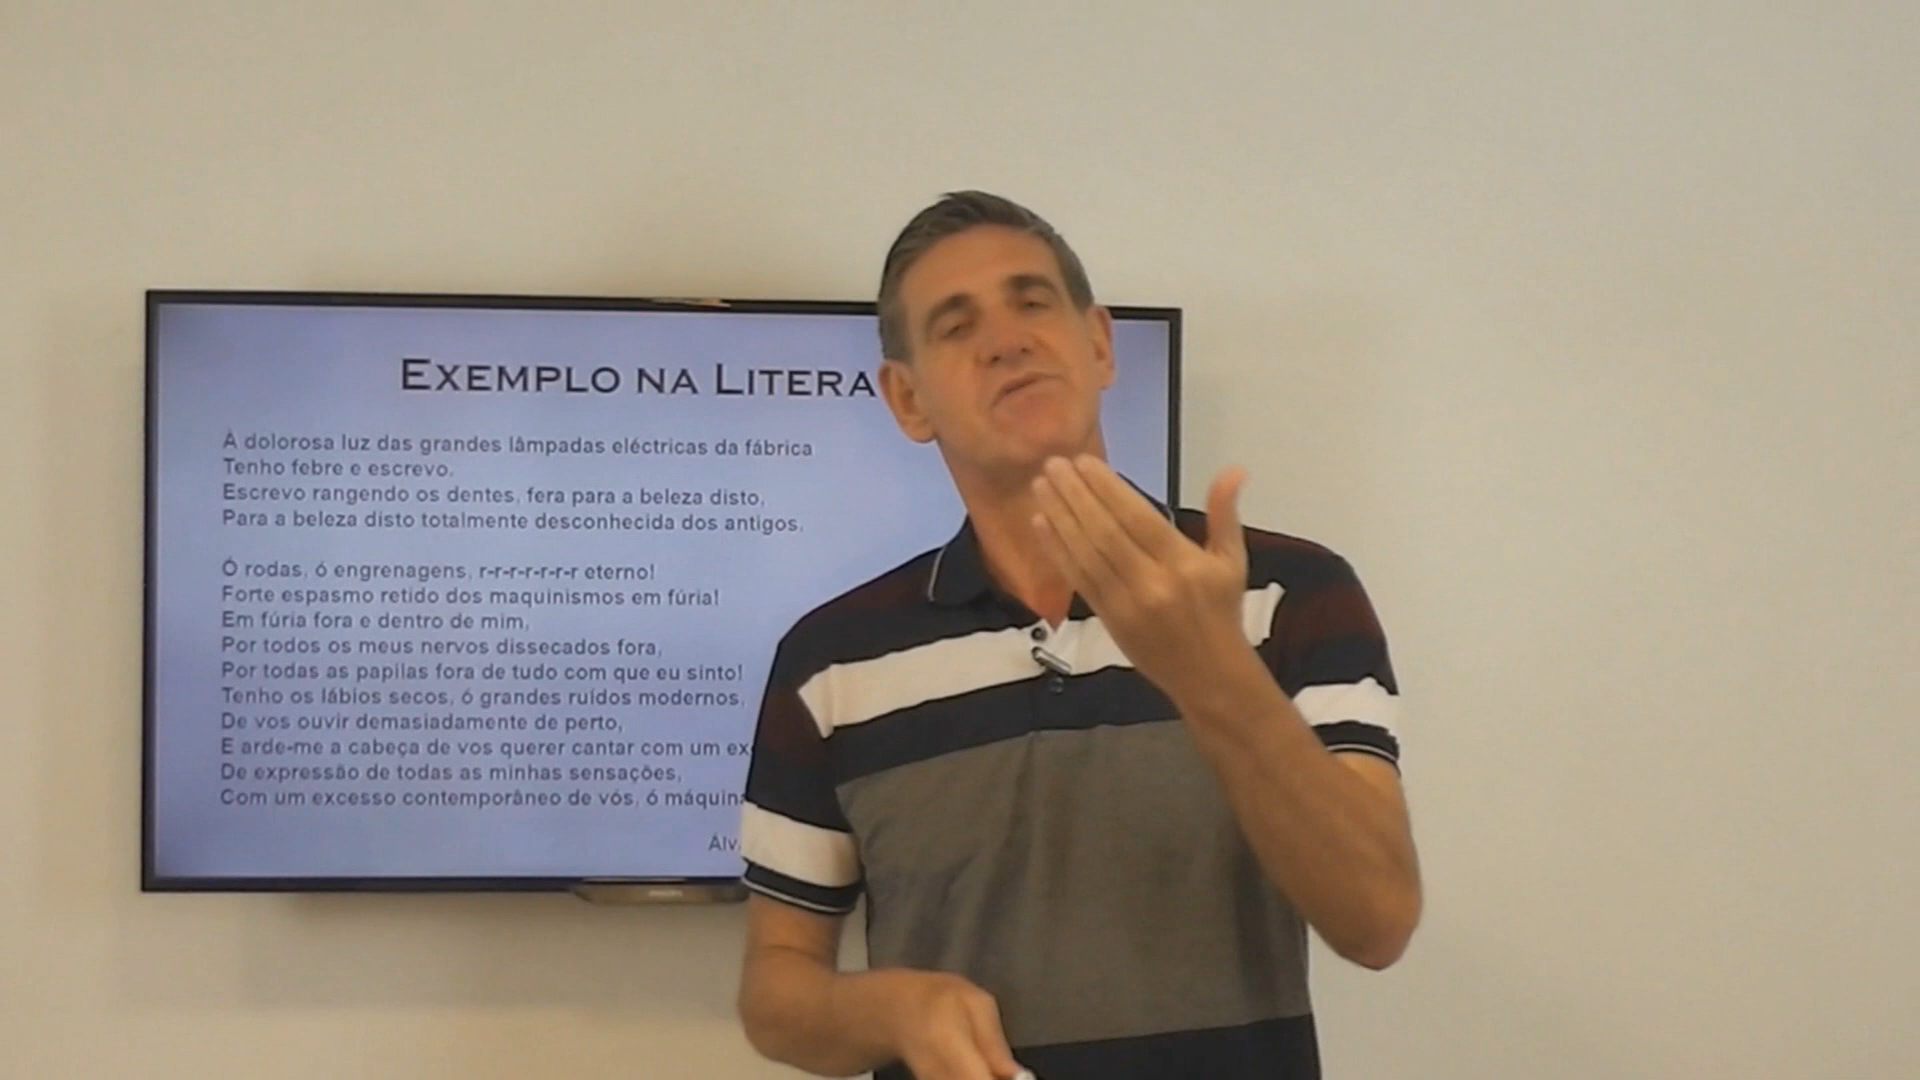 EXEMPLO NA LITERA
À dolorosa luz das grandes lâmpadas eléctricas da fábrica
Tenho febre e escrevo.
Escrevo rangendo os dentes, fera para a beleza disto,
Para a beleza disto totalmente desconhecida dos antigos.
Ó rodas, ó engrenagens, r-r-r-r-r-r-r eterno!
Forte espasmo retido dos maquinismos em fúria!
Em fúria fora e dentro de mim,
Por todos os meus nervos dissecados fora,
Por todas as papilas fora de tudo com que eu sinto!
Tenho os lábios secos, ó grandes ruídos modernos,
De vos ouvir demasiadamente de perto,
E arde-me a cabeça de vos querer cantar com um ex
De expressão de todas as minhas sensações,
Com um excesso contemporâneo de vós, ó máquin
Álv